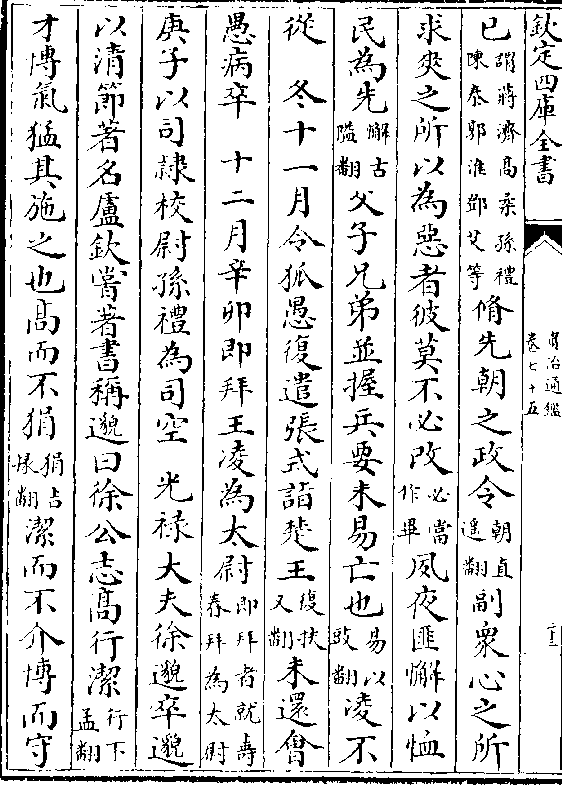 欽定四庫全書
資治通鑑
卷七十五
十三
已謂蔣濟高柔孫禮陳泰郭淮鄧艾等脩先朝之政令朝直遥翻副衆心之所
求爽之所以為惡者彼莫不必改必當作畢夙夜匪懈以恤
民為先懈古隘翻父子兄弟並握兵要未易亡也易以豉翻凌不
從 冬十一月令狐愚復遣張式詣楚王復扶又翻未還會
愚病卒 十二月辛卯即拜王凌為太尉即拜者就壽春拜為太尉
庚子以司隷校尉孫禮為司空 光禄大夫徐邈卒邈
以清節著名盧欽嘗著書稱邈曰徐公志髙行潔行下孟翻
才博氣猛其施之也髙而不狷狷吉掾翻潔而不介博而守